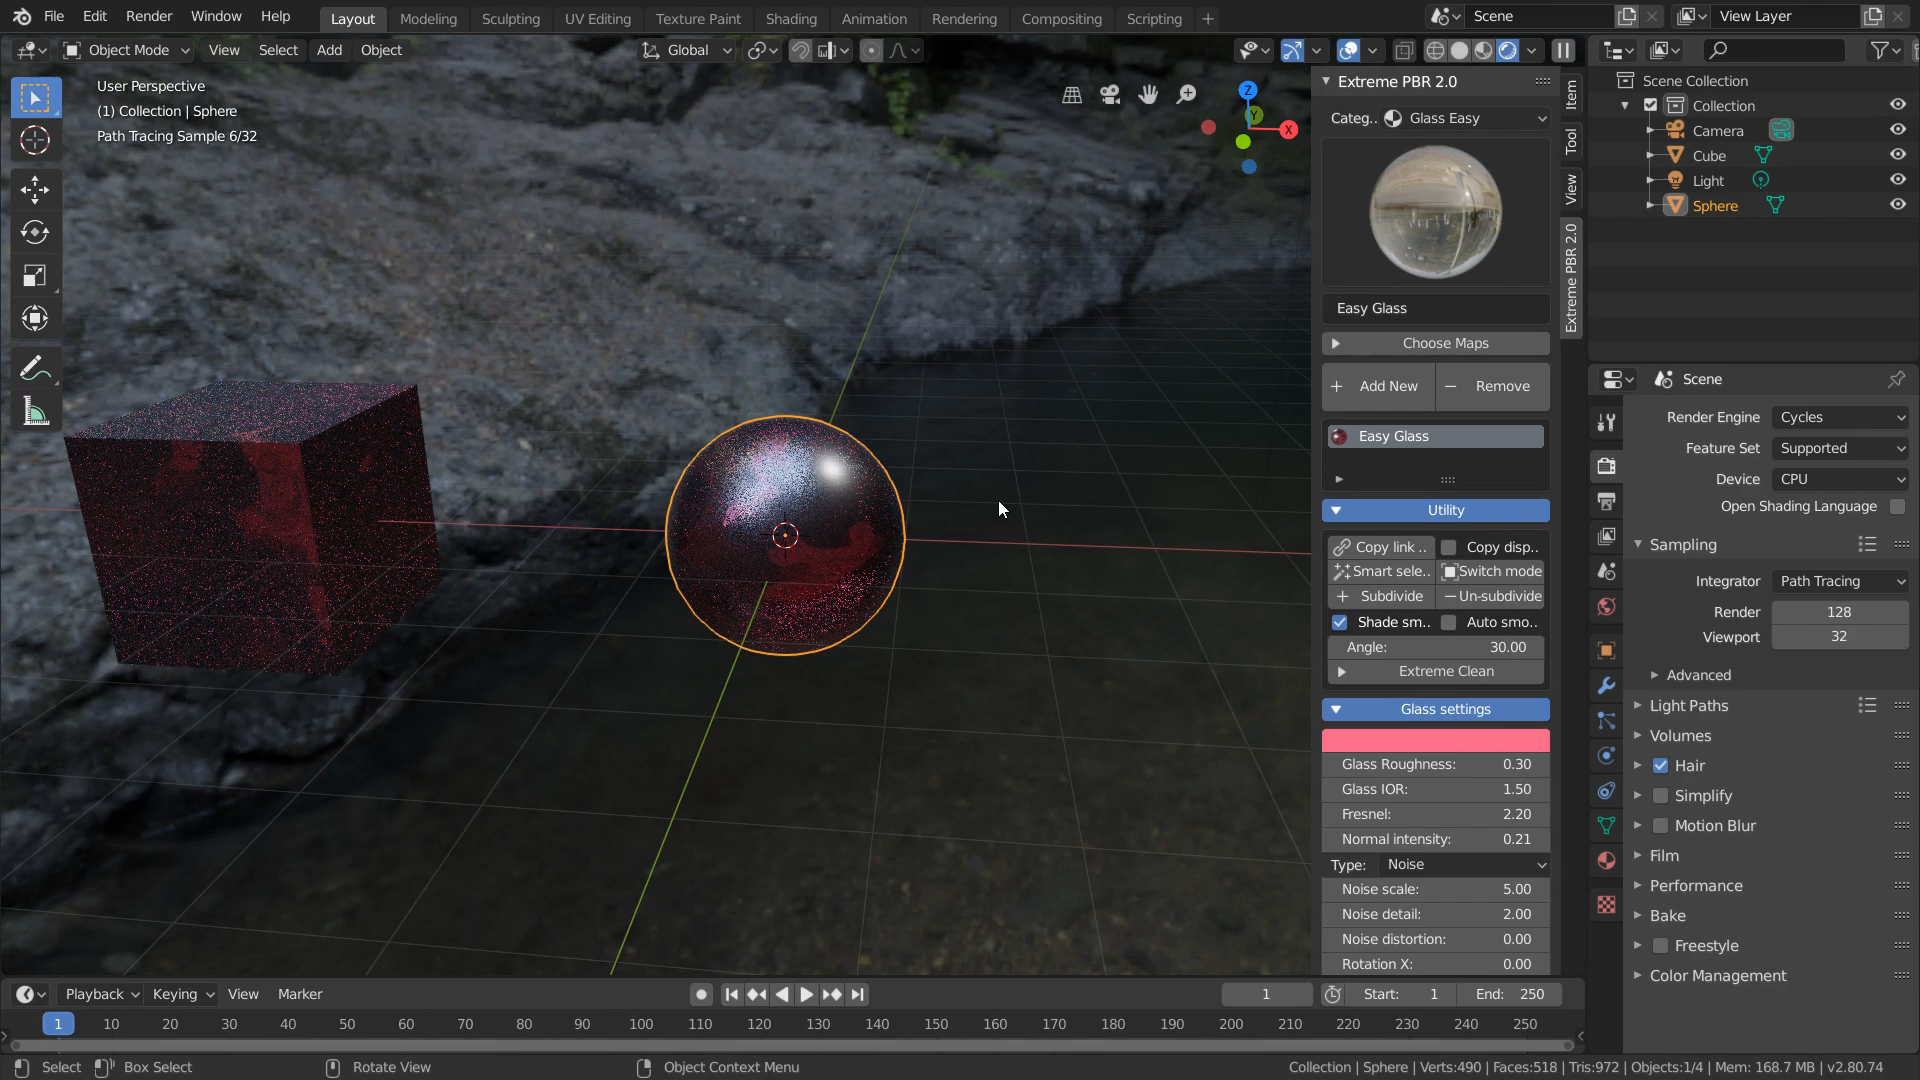 File Edit Render Window Help Layout Modeling Sculpting UV Editing Texture Paint Shading Animation Rendering Compositing Scripting + Scene View Layer
Object Mode View Select Add Object Global
User Perspective
(1) Collection | Sphere
Path Tracing Sample 6/32
Z
Y
X
Extreme PBR 2.0
Categ.. Glass Easy
Easy Glass
Choose Maps
+ Add New − Remove
Easy Glass
Utility
Copy link .. Copy disp..
Smart sele.. Switch mode
+ Subdivide − Un-subdivide
Shade sm.. Auto smo..
Angle: 30.00
Extreme Clean
Glass settings
Glass Roughness: 0.30
Glass IOR: 1.50
Fresnel: 2.20
Normal intensity: 0.21
Type: Noise
Noise scale: 5.00
Noise detail: 2.00
Noise distortion: 0.00
Rotation X: 0.00
Item
Tool
View
Extreme PBR 2.0
Scene Collection
Collection
Camera
Cube
Light
Sphere
Scene
Render Engine Cycles
Feature Set Supported
Device CPU
Open Shading Language
Sampling
Integrator Path Tracing
Render 128
Viewport 32
Advanced
Light Paths
Volumes
Hair
Simplify
Motion Blur
Film
Performance
Bake
Freestyle
Color Management
Playback Keying View Marker 1 Start: 1 End: 250
1 10 20 30 40 50 60 70 80 90 100 110 120 130 140 150 160 170 180 190 200 210 220 230 240 250
Select Box Select Rotate View Object Context Menu Collection | Sphere | Verts:490 | Faces:518 | Tris:972 | Objects:1/4 | Mem: 168.7 MB | v2.80.74